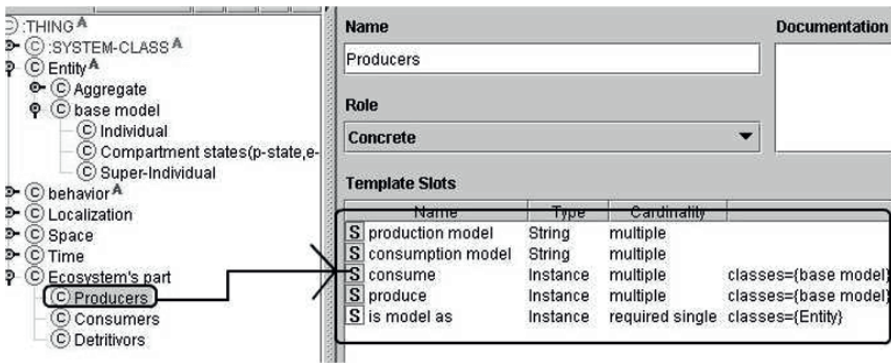 :THING A
:SYSTEM-CLASS A
Entity A
Aggregate
base model
Individual
Compartment states(p-state,e-
Super-Individual
behavior A
Localization
Space
Time
Ecosystem's part
Producers
Consumers
Detritivors
Name
Documentation
Producers
Role
Concrete
Template Slots
Name Type Cardinality
S production model String multiple
S consumption model String multiple
S consume Instance multiple classes={base model}
S produce Instance multiple classes={base model}
S is model as Instance required single classes={Entity}